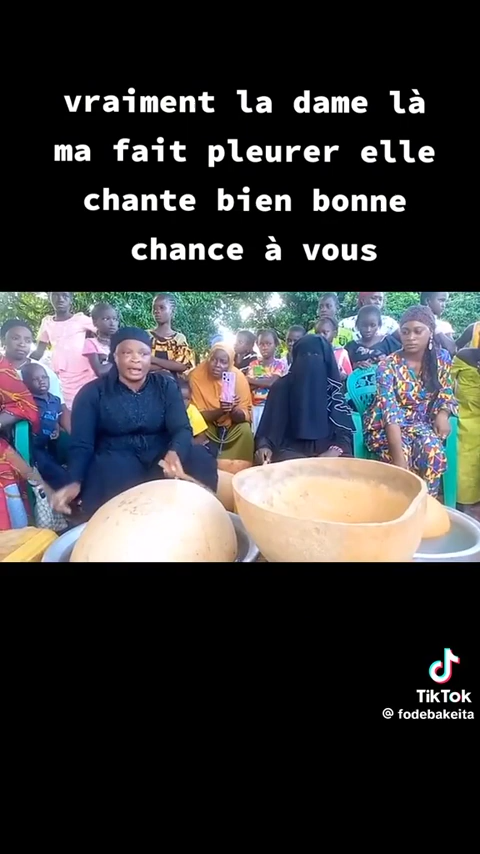 vraiment la dame là
ma fait pleurer elle
chante bien bonne
chance à vous
TikTok
@ fodebakeita